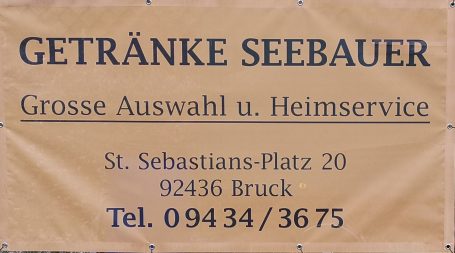 GETRÄNKE SEEBAUER
Grosse Auswahl u. Heimservice
St. Sebastians-Platz 20
92436 Bruck
Tel. 0 94 34 / 36 75